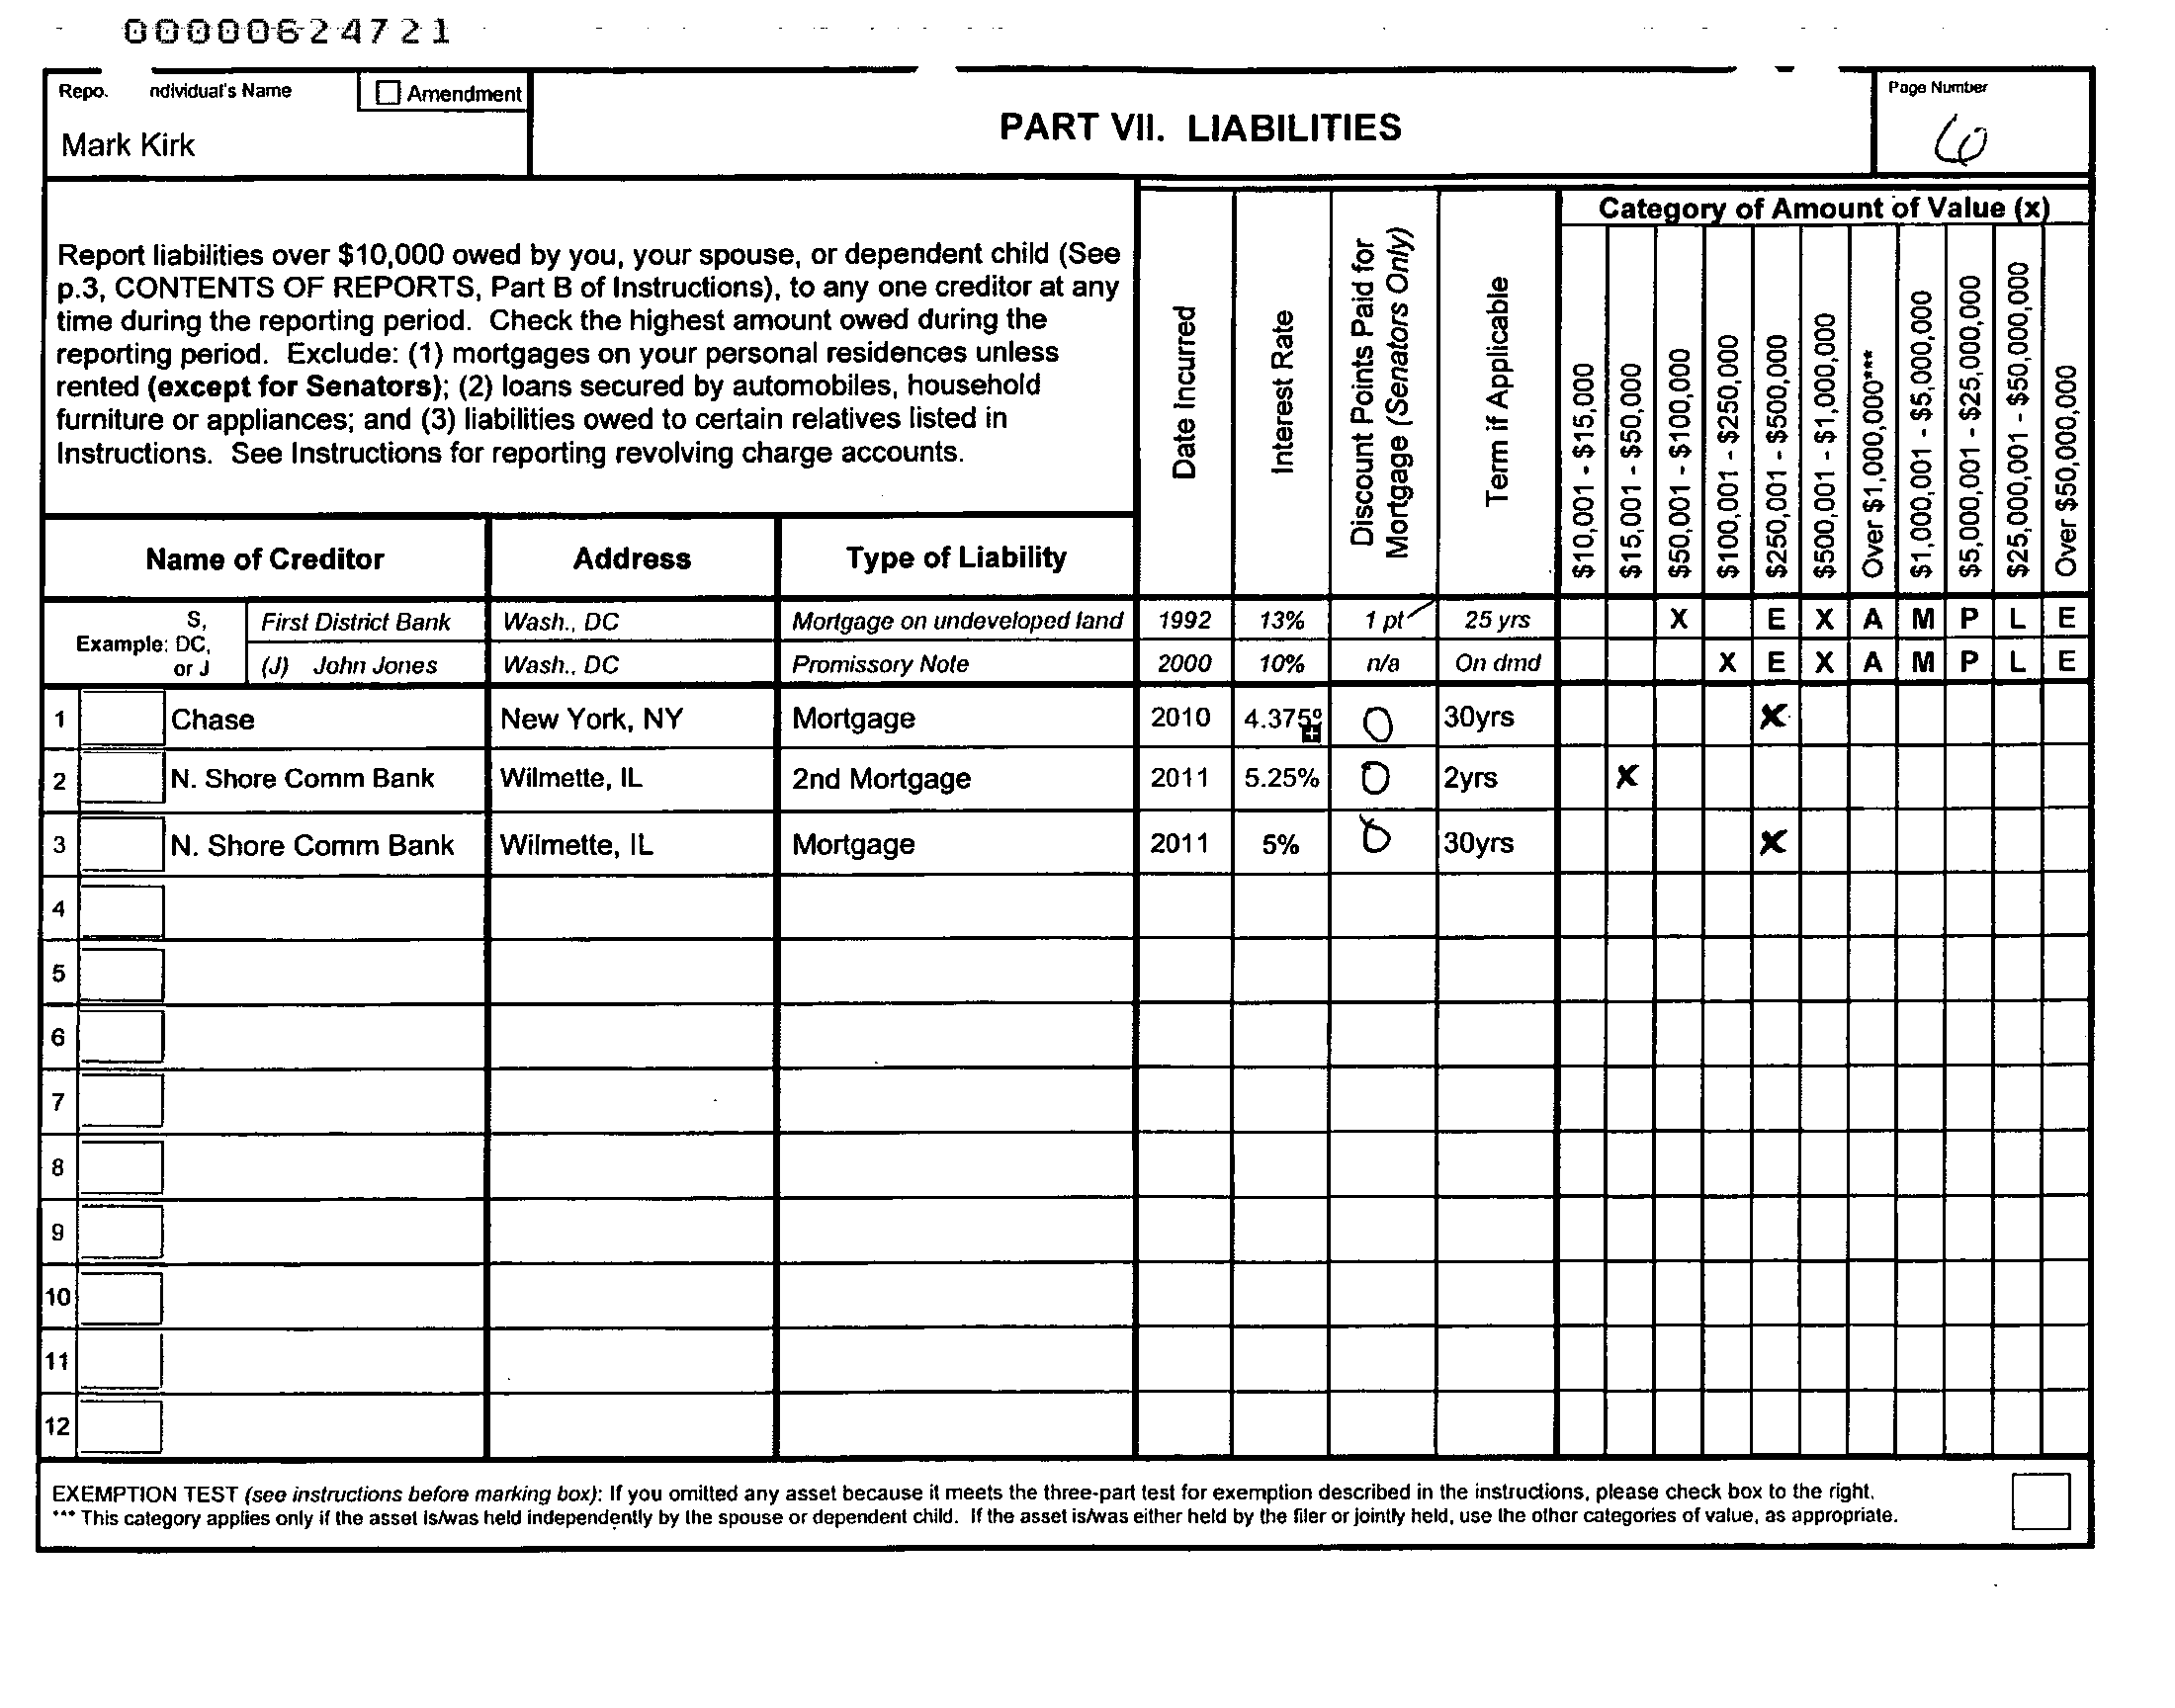 00000624721
Repo. ndividual's Name
Amendment
Mark Kirk
PART VII. LIABILITIES
Page Number
6
Report liabilities over $10,000 owed by you, your spouse, or dependent child (See
p.3, CONTENTS OF REPORTS, Part B of Instructions), to any one creditor at any
time during the reporting period. Check the highest amount owed during the
reporting period. Exclude: (1) mortgages on your personal residences unless
rented (except for Senators); (2) loans secured by automobiles, household
furniture or appliances; and (3) liabilities owed to certain relatives listed in
Instructions. See Instructions for reporting revolving charge accounts.
Date Incurred
Interest Rate
Discount Points Paid for
Mortgage (Senators Only)
Term if Applicable
Category of Amount of Value (x)
$10,001 - $15,000
$15,001 - $50,000
$50,001 - $100,000
$100,001 - $250,000
$250,001 - $500,000
$500,001 - $1,000,000
Over $1,000,000***
$1,000,001 - $5,000,000
$5,000,001 - $25,000,000
$25,000,001 - $50,000,000
Over $50,000,000
Name of Creditor Address Type of Liability
Example: S, DC, or J
First District Bank Wash., DC Mortgage on undeveloped land 1992 13% 1 pt 25 yrs X E X A M P L E
(J) John Jones Wash., DC Promissory Note 2000 10% n/a On dmd X E X A M P L E
1 Chase New York, NY Mortgage 2010 4.375% 0 30yrs X
2 N. Shore Comm Bank Wilmette, IL 2nd Mortgage 2011 5.25% 0 2yrs X
3 N. Shore Comm Bank Wilmette, IL Mortgage 2011 5% 0 30yrs X
4
5
6
7
8
9
10
11
12
EXEMPTION TEST (see instructions before marking box): If you omitted any asset because it meets the three-part test for exemption described in the instructions, please check box to the right.
*** This category applies only if the asset is/was held independently by the spouse or dependent child. If the asset is/was either held by the filer or jointly held, use the other categories of value, as appropriate.